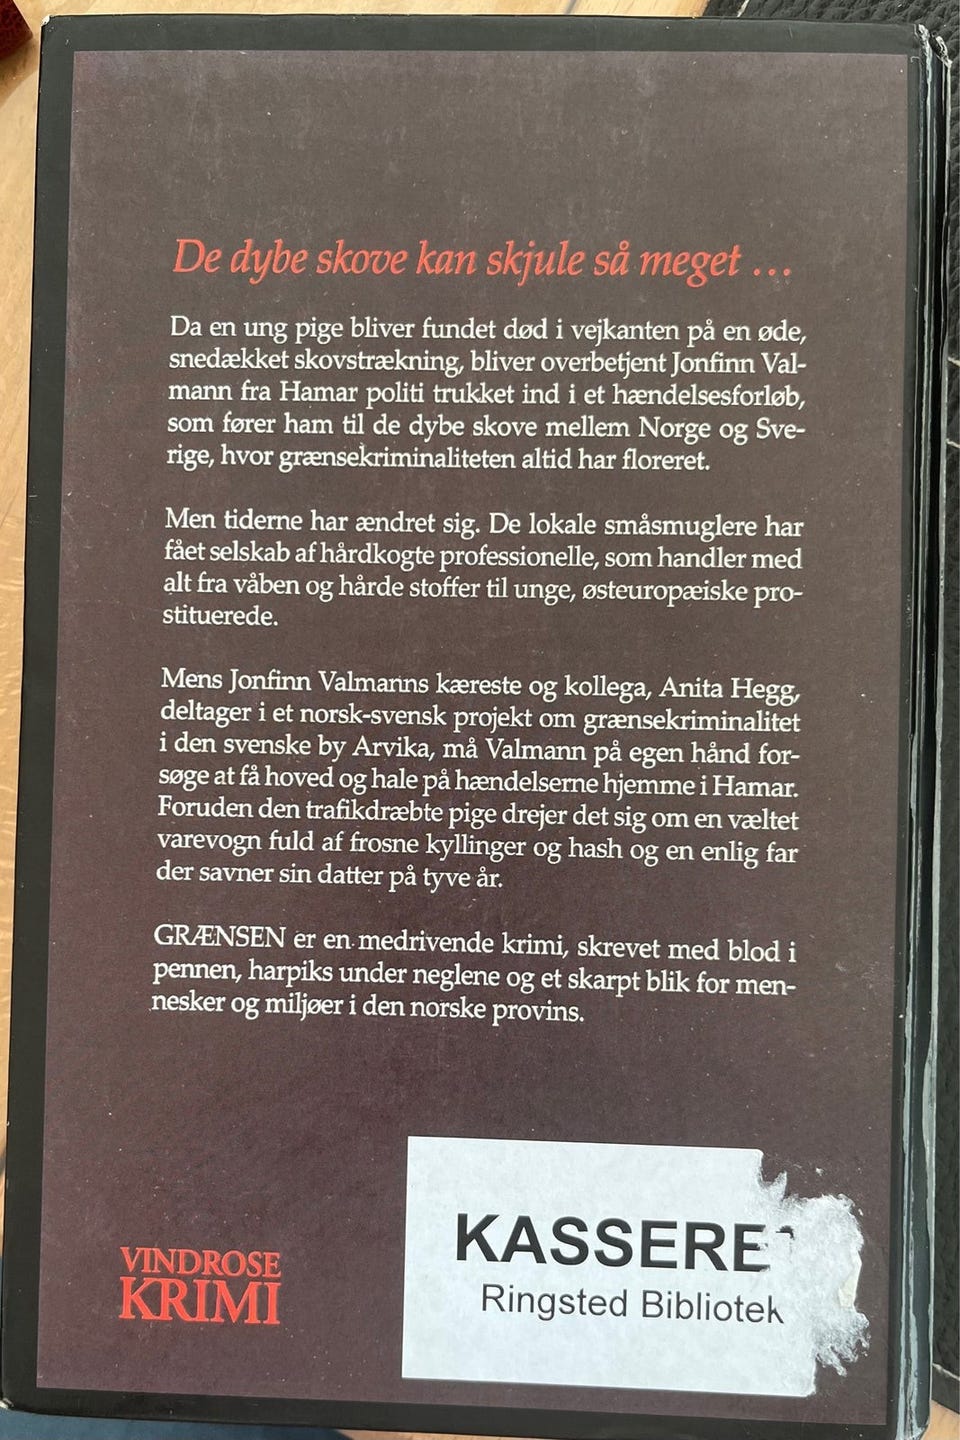 De dybe skove kan skjule så meget ...
Da en ung pige bliver fundet død i vejkanten på en øde,
snedækket skovstrækning, bliver overbetjent Jonfinn Val-
mann fra Hamar politi trukket ind i et hændelsesforløb,
som fører ham til de dybe skove mellem Norge og Sve-
rige, hvor grænsekriminaliteten altid har floreret.
Men tiderne har ændret sig. De lokale småsmuglere har
fået selskab af hårdkogte professionelle, som handler med
alt fra våben og hårde stoffer til unge, østeuropæiske pro-
stituerede.
Mens Jonfinn Valmanns kæreste og kollega, Anita Hegg,
deltager i et norsk-svensk projekt om grænsekriminalitet
i den svenske by Arvika, må Valmann på egen hånd for-
søge at få hoved og hale på hændelserne hjemme i Hamar.
Foruden den trafikdræbte pige drejer det sig om en væltet
varevogn fuld af frosne kyllinger og hash og en enlig far
der savner sin datter på tyve år.
GRÆNSEN er en medrivende krimi, skrevet med blod i
pennen, harpiks under neglene og et skarpt blik for men-
nesker og miljøer i den norske provins.
VINDROSE
KRIMI
KASSERE
Ringsted Bibliotek